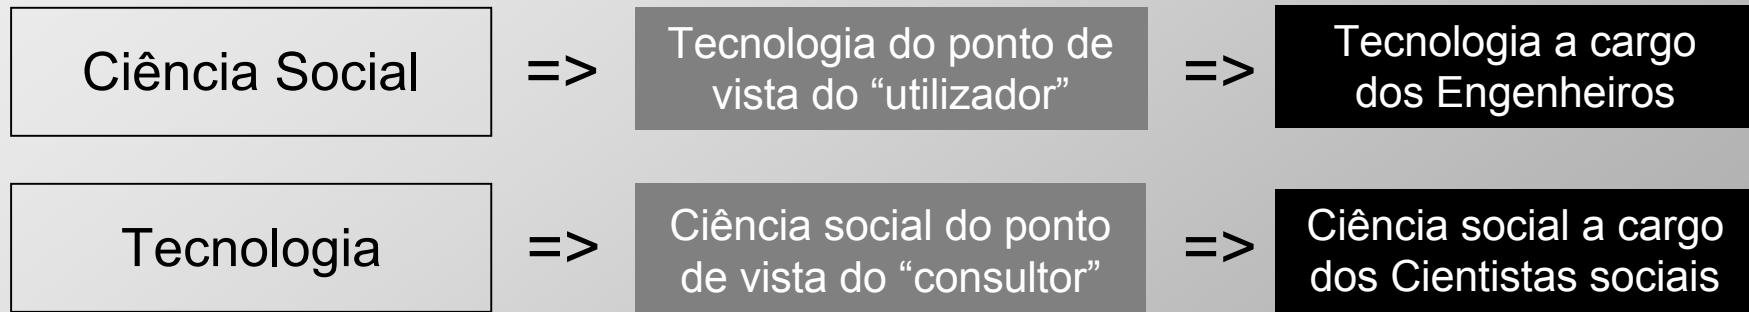 Ciência Social
=>
Tecnologia do ponto de
vista do “utilizador”
=>
Tecnologia a cargo
dos Engenheiros
Tecnologia
=>
Ciência social do ponto
de vista do “consultor”
=>
Ciência social a cargo
dos Cientistas sociais